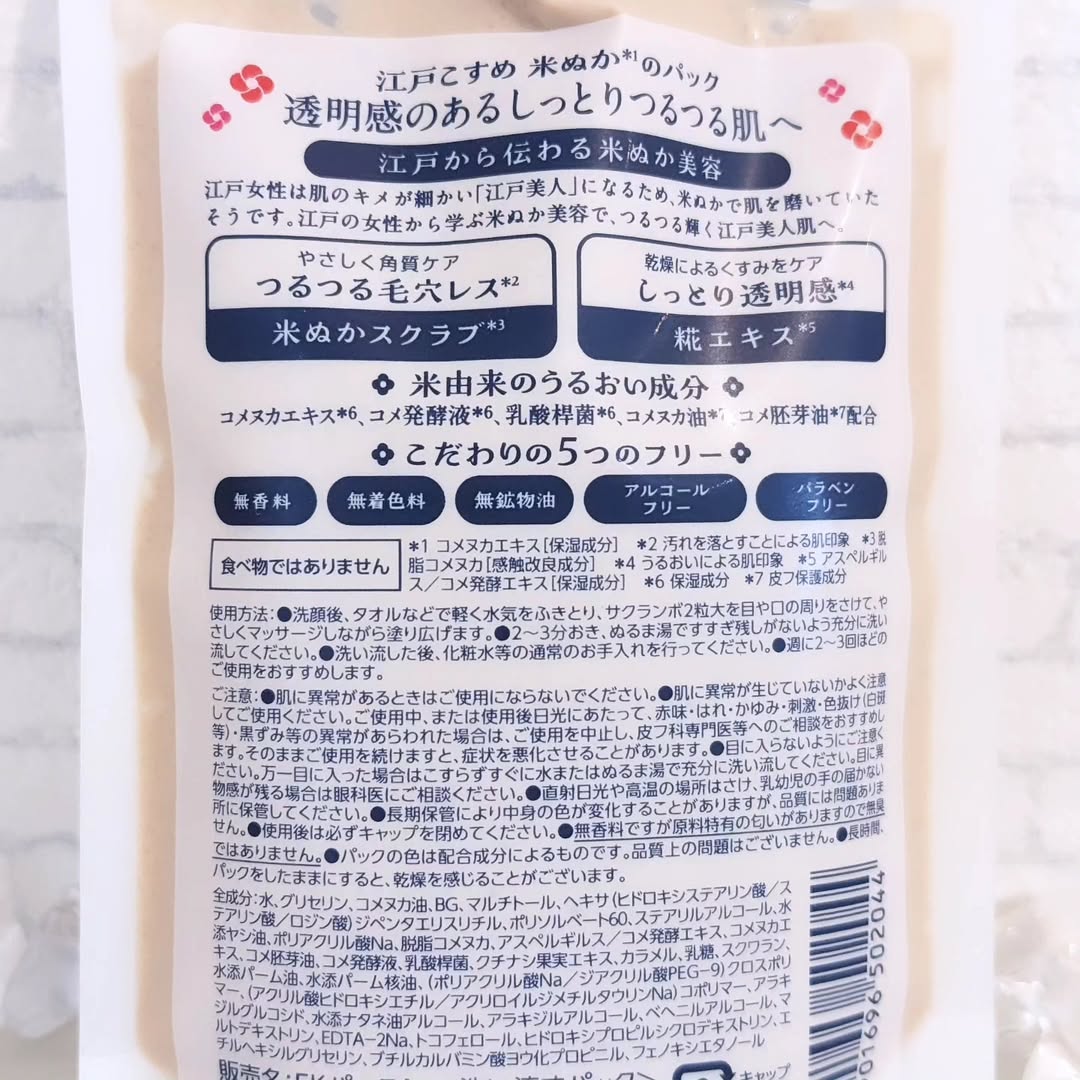 江戸こすめ 米ぬか*1のパック
透明感のあるしっとりつるつる肌へ
江戸から伝わる米ぬか美容
江戸女性は肌のキメが細かい「江戸美人」になるため、米ぬかで肌を磨いていた
そうです。江戸の女性から学ぶ米ぬか美容で、つるつる輝く江戸美人肌へ。
やさしく角質ケア
つるつる毛穴レス*2
米ぬかスクラブ*3
乾燥によるくすみをケア
しっとり透明感*4
糀エキス*5
米由来のうるおい成分
コメヌカエキス*6、コメ発酵液*6、乳酸桿菌*6、コメヌカ油*7、コメ胚芽油*7配合
こだわりの5つのフリー
無香料
無着色料
無鉱物油
アルコール
フリー
パラベン
フリー
食べ物ではありません
*1 コメヌカエキス[保湿成分] *2 汚れを落とすことによる肌印象 *3 脱
脂コメヌカ[感触改良成分] *4 うるおいによる肌印象 *5 アスペルギル
ス/コメ発酵エキス[保湿成分] *6 保湿成分 *7 皮フ保護成分
使用方法:●洗顔後、タオルなどで軽く水気をふきとり、サクランボ2粒大を目や口の周りをさけて、や
さしくマッサージしながら塗り広げます。●2〜3分おき、ぬるま湯ですすぎ残しがないよう充分に洗い
流してください。●洗い流した後、化粧水等の通常のお手入れを行ってください。●週に2〜3回ほどの
ご使用をおすすめします。
ご注意:●肌に異常があるときはご使用にならないでください。●肌に異常が生じていないかよく注意
してご使用ください。ご使用中、または使用後日光にあたって、赤味・はれ・かゆみ・刺激・色抜け(白斑
等)・黒ずみ等の異常があらわれた場合は、ご使用を中止し、皮フ科専門医等へのご相談をおすすめし
ます。そのままご使用を続けますと、症状を悪化させることがあります。●目に入らないようにご注意く
ださい。万一目に入った場合はこすらずすぐに水またはぬるま湯で充分に洗い流してください。目に異
物感が残る場合は眼科医にご相談ください。●直射日光や高温の場所はさけ、乳幼児の手の届かない
所に保管してください。●長期保管により中身の色が変化することがありますが、品質には問題ありま
せん。●使用後は必ずキャップを閉めてください。●無香料ですが原料特有の匂いがありますので無臭
ではありません。●パックの色は配合成分によるものです。品質上の問題はございません。●長時間、
パックをしたままにすると、乾燥を感じることがございます。
全成分:水、グリセリン、コメヌカ油、BG、マルチトール、ヘキサ(ヒドロキシステアリン酸/ス
テアリン酸/ロジン酸)ジペンタエリスリチル、ポリソルベート60、ステアリルアルコール、水
添ヤシ油、ポリアクリル酸Na、脱脂コメヌカ、アスペルギルス/コメ発酵エキス、コメヌカエ
キス、コメ胚芽油、コメ発酵液、乳酸桿菌、クチナシ果実エキス、カラメル、乳糖、スクワラン、
水添パーム油、水添パーム核油、(ポリアクリル酸Na/ジアクリル酸PEG-9)クロスポリ
マー、(アクリル酸ヒドロキシエチル/アクリロイルジメチルタウリンNa)コポリマー、アラキ
ジルグルコシド、水添ナタネ油アルコール、アラキジルアルコール、ベヘニルアルコール、マ
ルトデキストリン、EDTA-2Na、トコフェロール、ヒドロキシプロピルシクロデキストリン、エ
チルヘキシルグリセリン、ブチルカルバミン酸ヨウ化プロピニル、フェノキシエタノール
販売名:EK
キャップ
901696502044